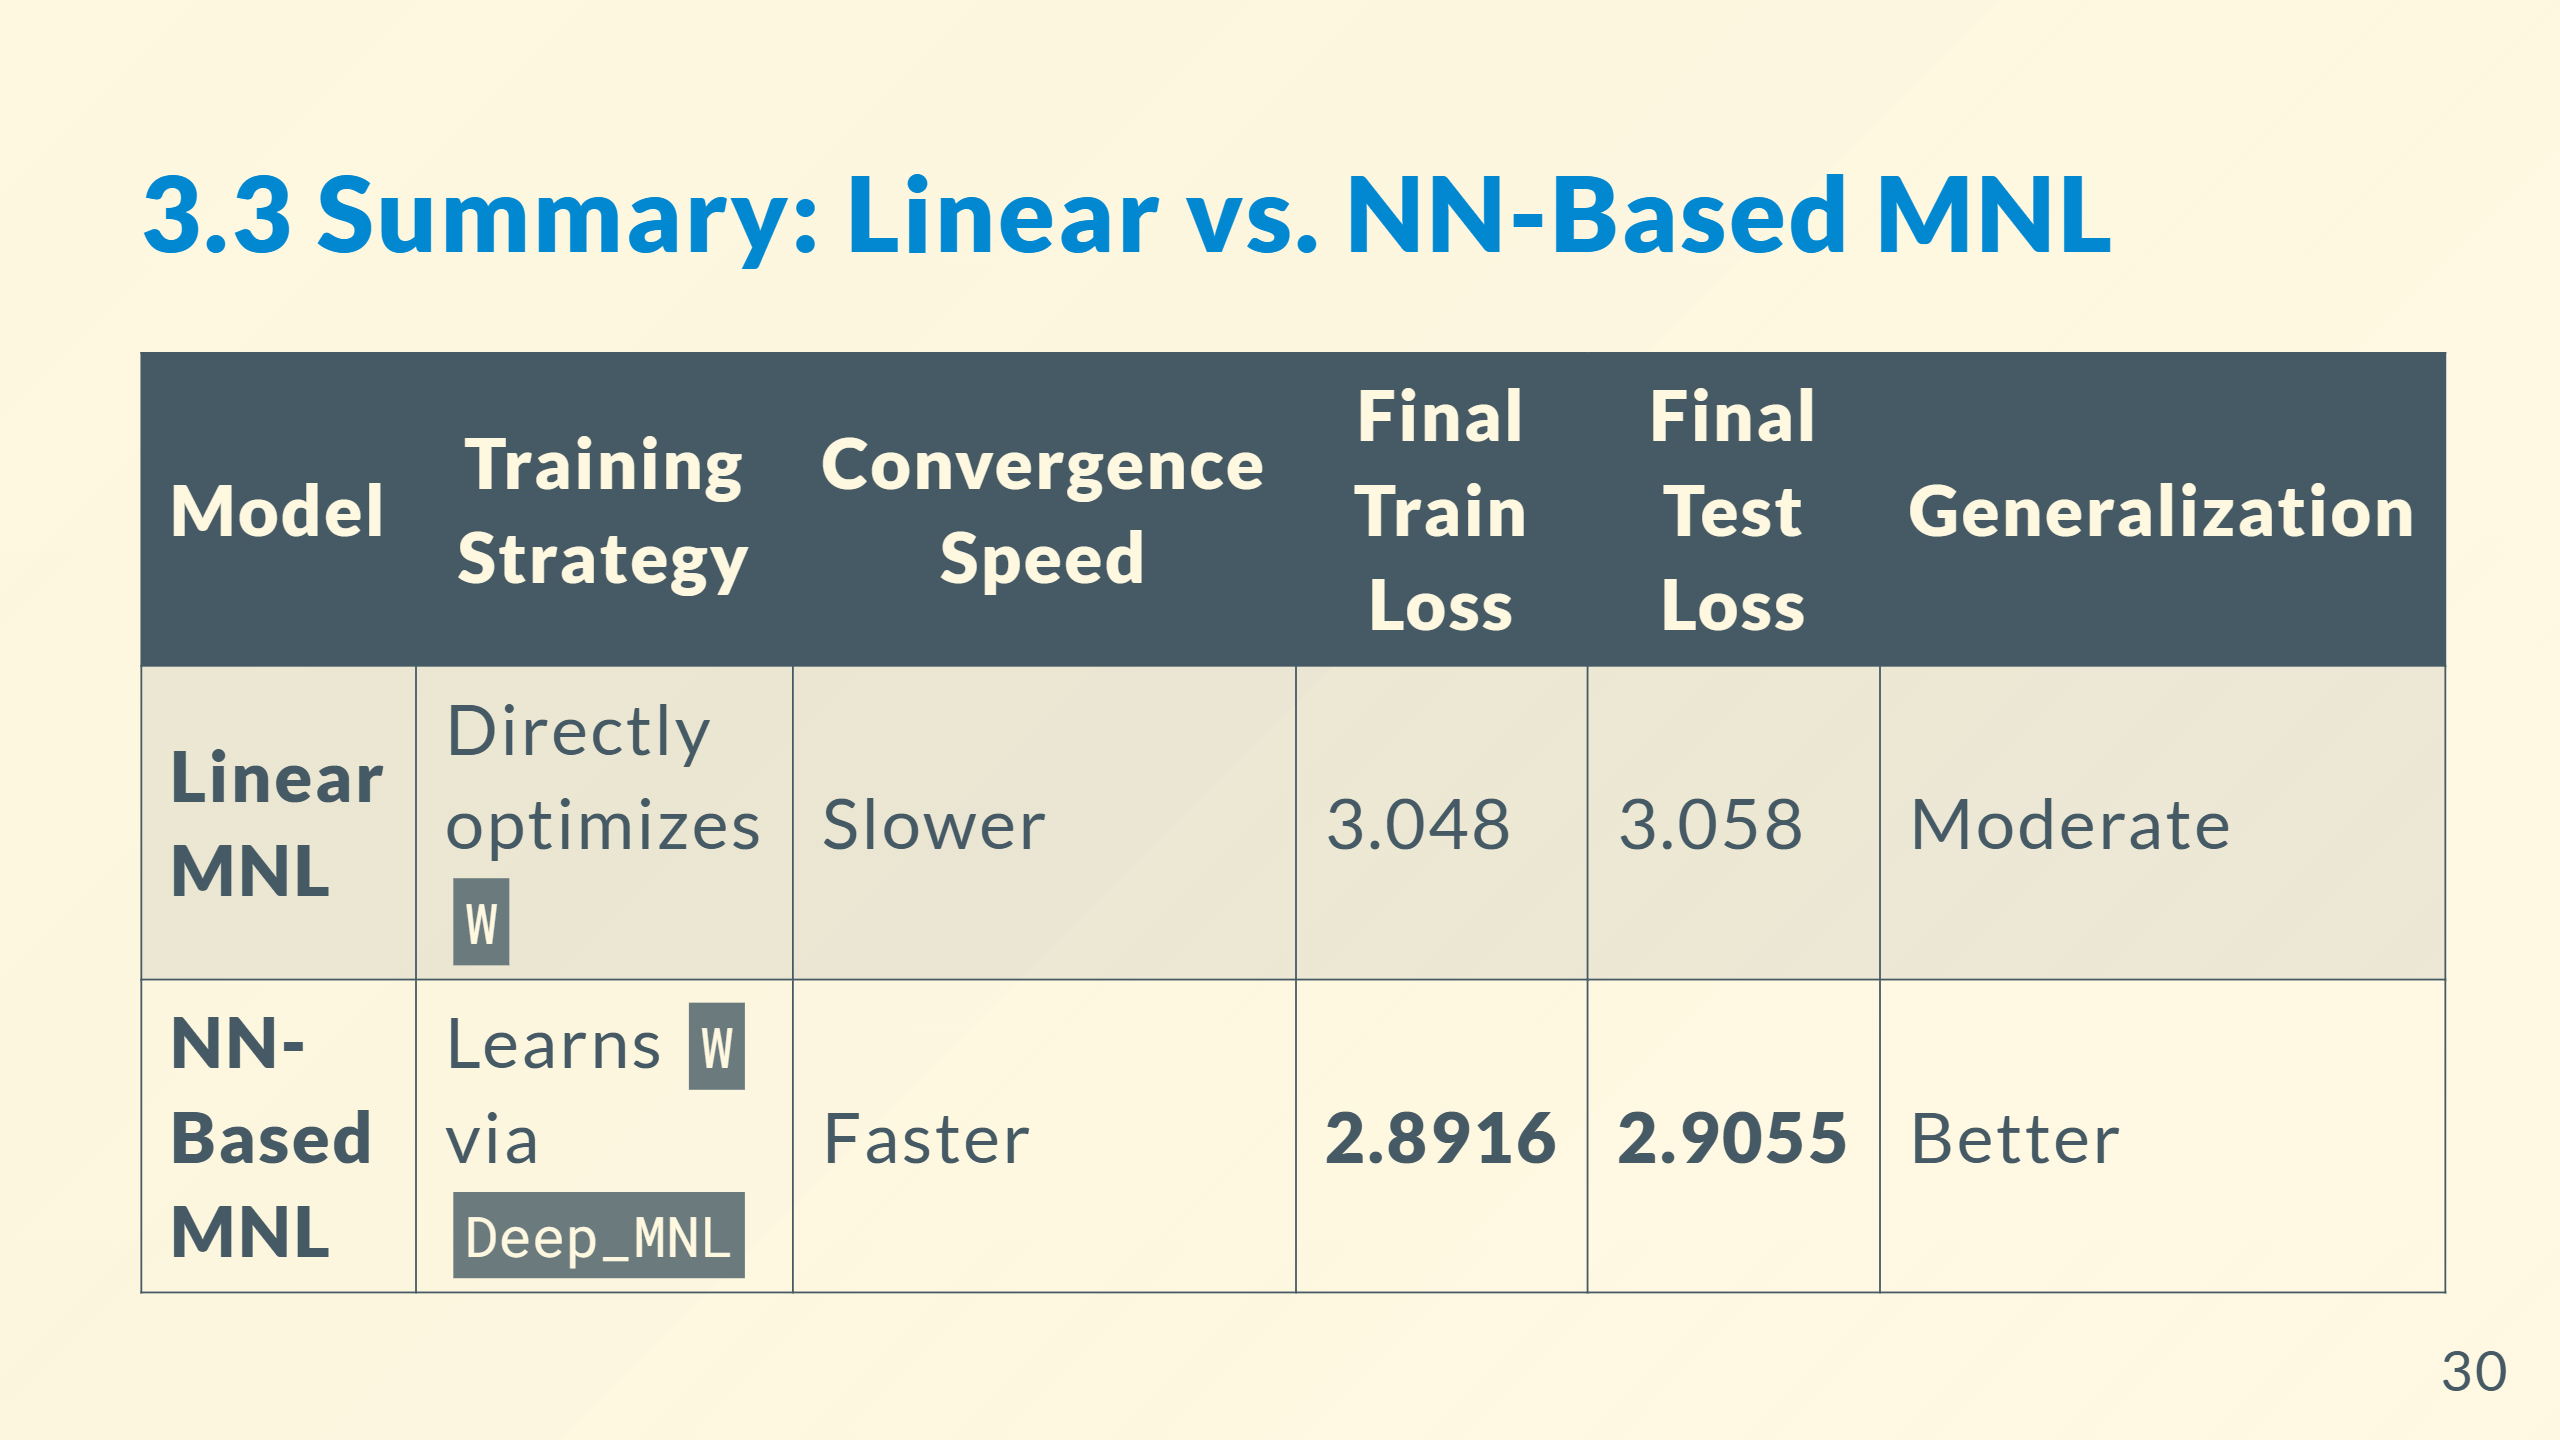 3.3 Summary: Linear vs. NN-Based MNL
Model
Training
Strategy
Convergence
Speed
Final
Train
Loss
Final
Test
Loss
Generalization
Linear
MNL
Directly
optimizes
W
Slower
3.048
3.058
Moderate
NN-
Based
MNL
Learns W
via
Deep_MNL
Faster
2.8916
2.9055
Better
30